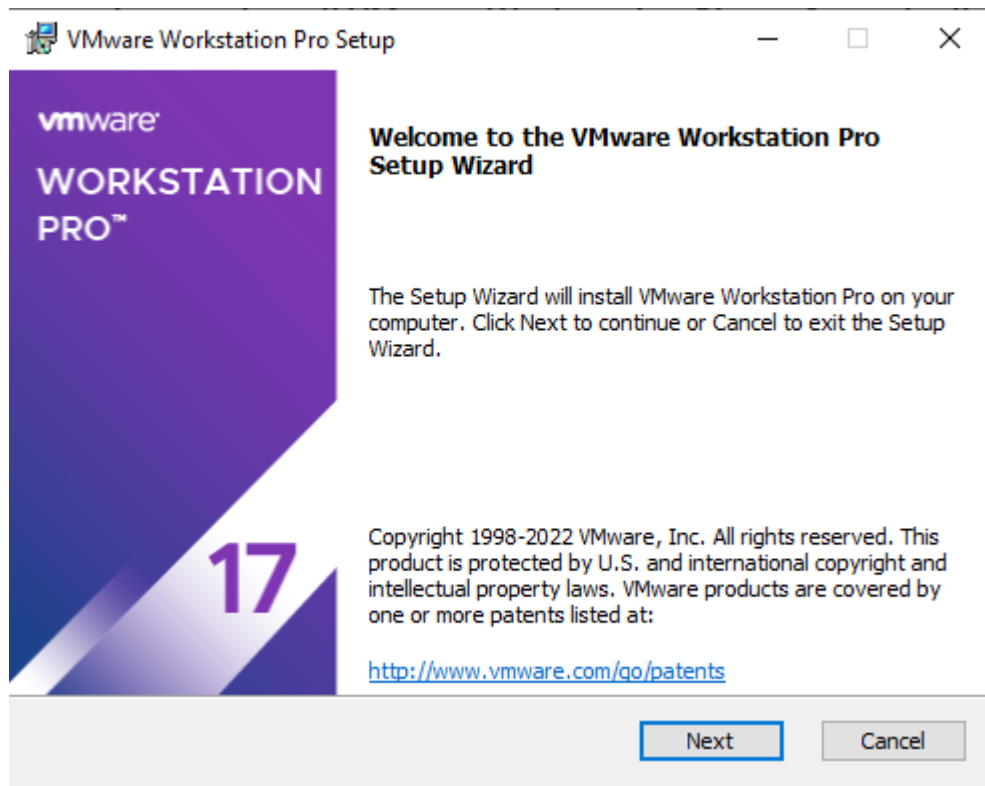 VMware Workstation Pro Setup
vmware
WORKSTATION
PRO™
17
Welcome to the VMware Workstation Pro
Setup Wizard
The Setup Wizard will install VMware Workstation Pro on your
computer. Click Next to continue or Cancel to exit the Setup
Wizard.
Copyright 1998-2022 VMware, Inc. All rights reserved. This
product is protected by U.S. and international copyright and
intellectual property laws. VMware products are covered by
one or more patents listed at:
http://www.vmware.com/go/patents
Next
Cancel